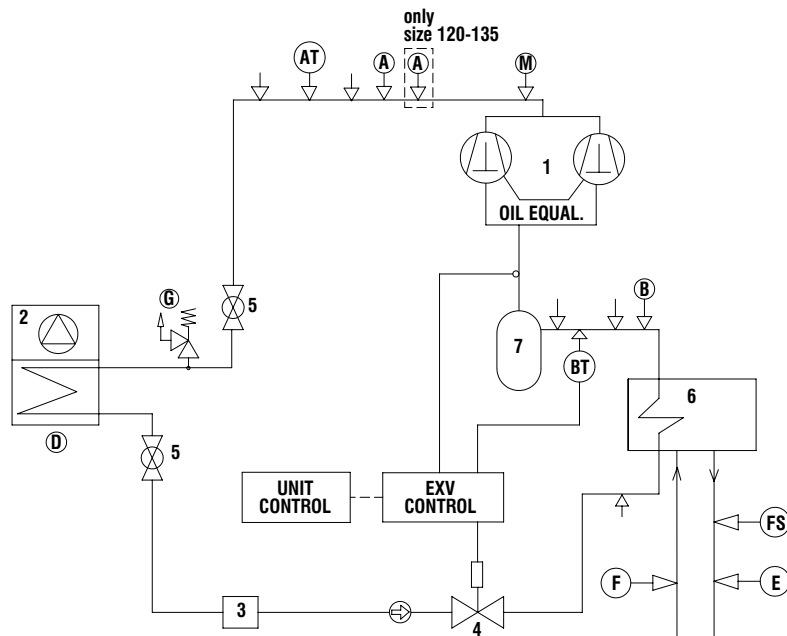 only
size 120-135
AT
A
A
M
1
OIL EQUAL.
2
G
5
B
7
BT
6
D
5
UNIT
CONTROL
EXV
CONTROL
FS
F
E
3
4